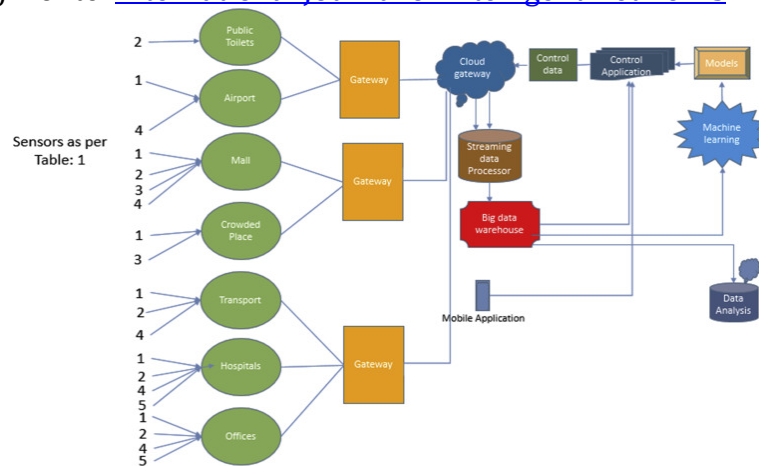 Public
Toilets
2
1
Airport
4
Gateway
Cloud
gateway
Control
data
Control
Application
Models
Machine
learning
Streaming
data
Processor
Sensors as per
Table: 1
1
2
3
4
Mall
Gateway
Crowded
Place
1
3
Big data
warehouse
Mobile Application
Data
Analysis
1
2
4
Transport
1
2
4
5
Hospitals
Gateway
1
2
4
5
Offices